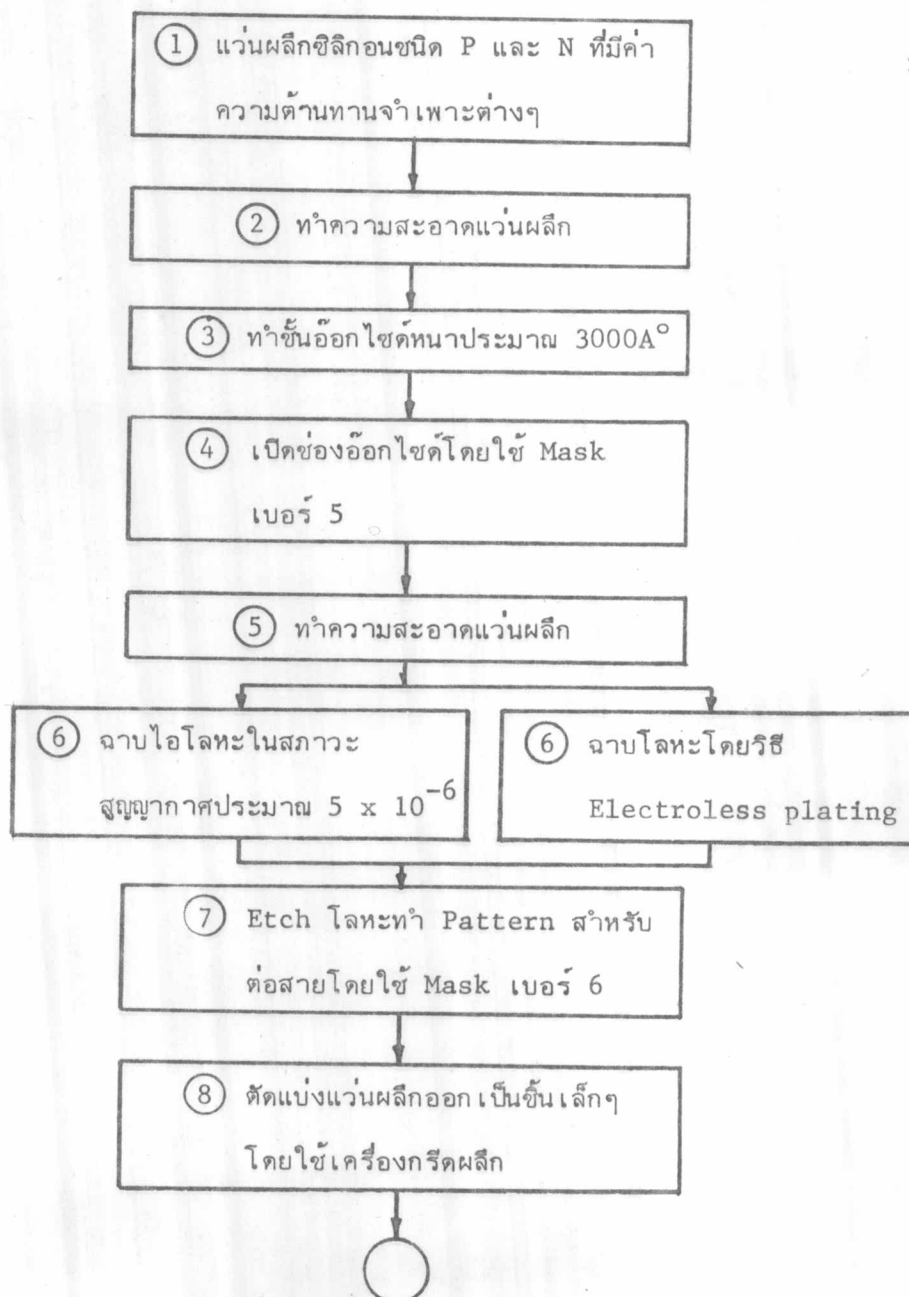 ① แว่นผลึกซิลิกอนชนิด P และ N ที่มีค่า
ความต้านทานจำเพาะต่างๆ
② ทำความสะอาดแว่นผลึก
③ ทำชั้นอ๊อกไซด์หนาประมาณ 3000A°
④ เปิดช่องอ๊อกไซด์โดยใช้ Mask
เบอร์ 5
⑤ ทำความสะอาดแว่นผลึก
⑥ ฉาบไอโลหะในสภาวะ
สูญญากาศประมาณ 5 x 10⁻⁶
⑥ ฉาบโลหะโดยวิธี
Electroless plating
⑦ Etch โลหะทำ Pattern สำหรับ
ต่อสายโดยใช้ Mask เบอร์ 6
⑧ ตัดแบ่งแว่นผลึกออกเป็นชิ้นเล็กๆ
โดยใช้เครื่องกรีดผลึก